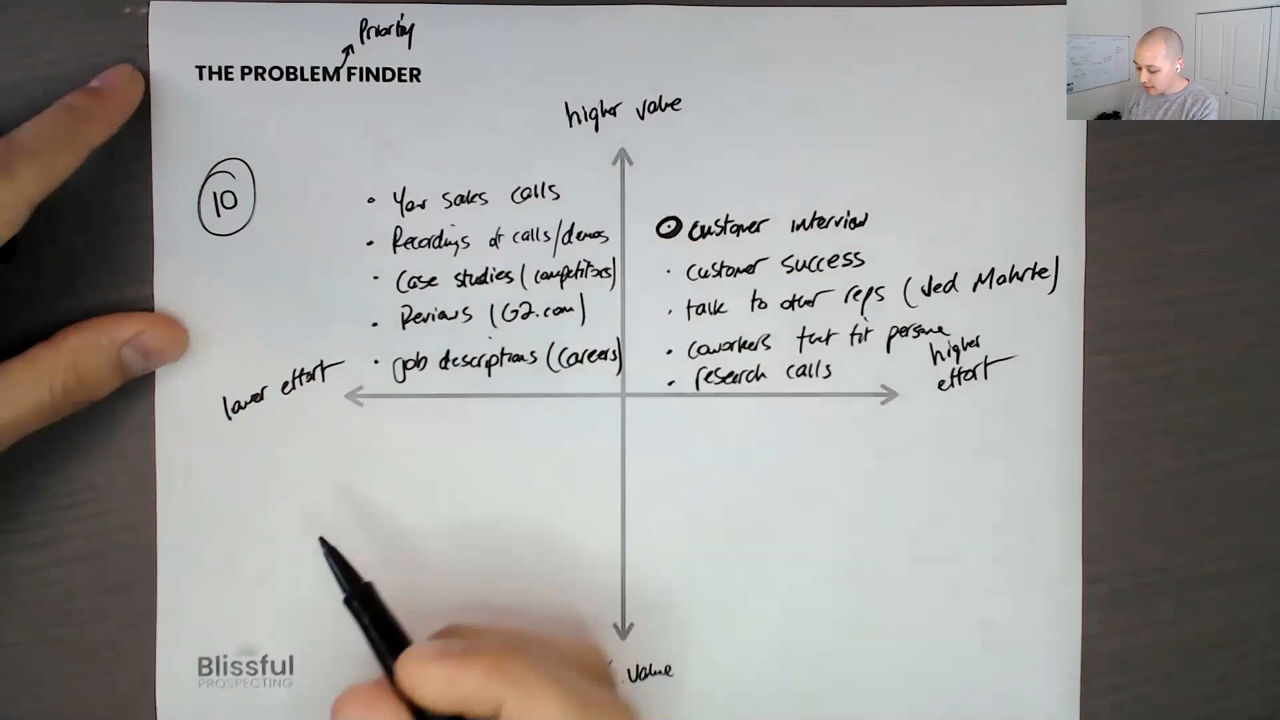 Priority
THE PROBLEM FINDER
higher value
10
• Your sales calls
• Recordings of calls/demos
• Case studies (competitors)
• Reviews (G2.com)
• job descriptions (careers)
customer interview
• customer success
• talk to other reps (Jed Mahrle)
• coworkers that fit persona
• research calls
lower effort
higher
effort
value
Blissful
PROSPECTING